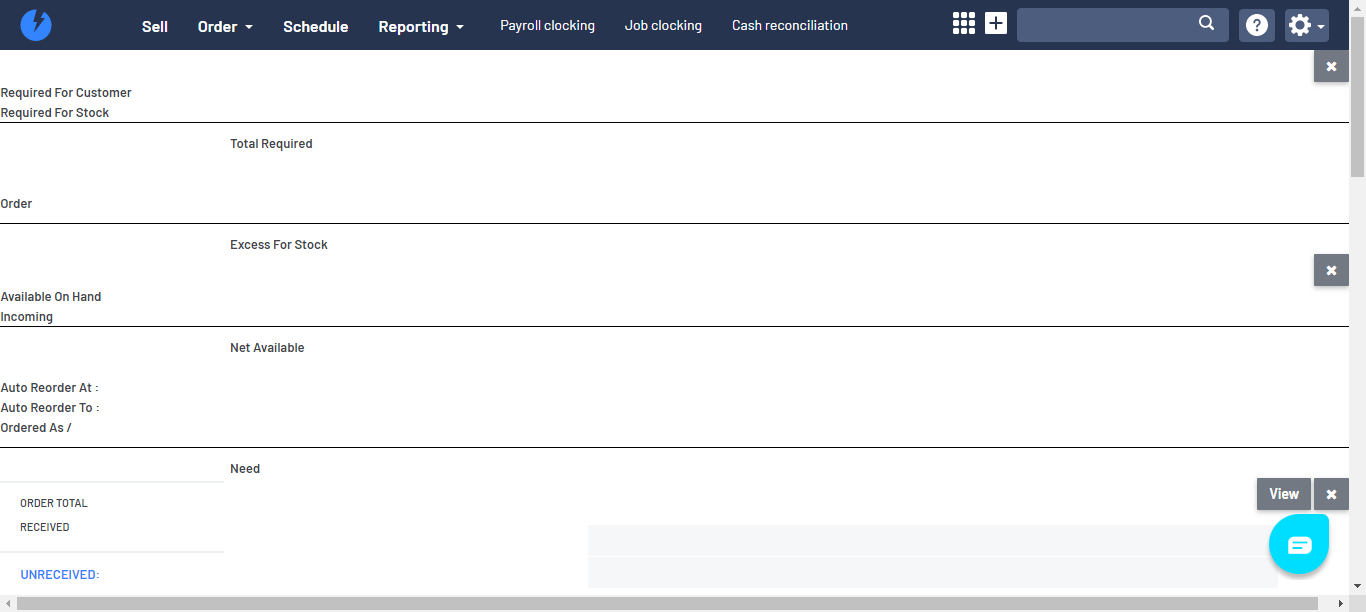 Sell Order Schedule Reporting Payroll clocking Job clocking Cash reconciliation
Required For Customer
Required For Stock
Total Required
Order
Excess For Stock
Available On Hand
Incoming
Net Available
Auto Reorder At :
Auto Reorder To :
Ordered As /
Need
View
ORDER TOTAL
RECEIVED
UNRECEIVED: